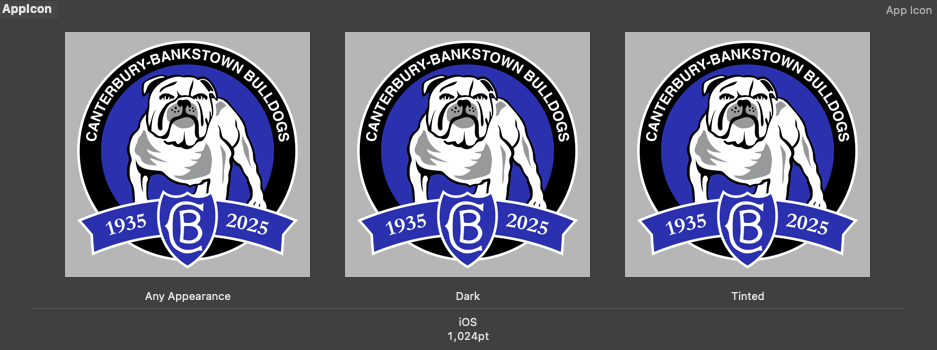 AppIcon
App Icon
CANTERBURY-BANKSTOWN BULLDOGS
1935 CB 2025
CANTERBURY-BANKSTOWN BULLDOGS
1935 CB 2025
CANTERBURY-BANKSTOWN BULLDOGS
1935 CB 2025
Any Appearance
Dark
Tinted
iOS
1,024pt